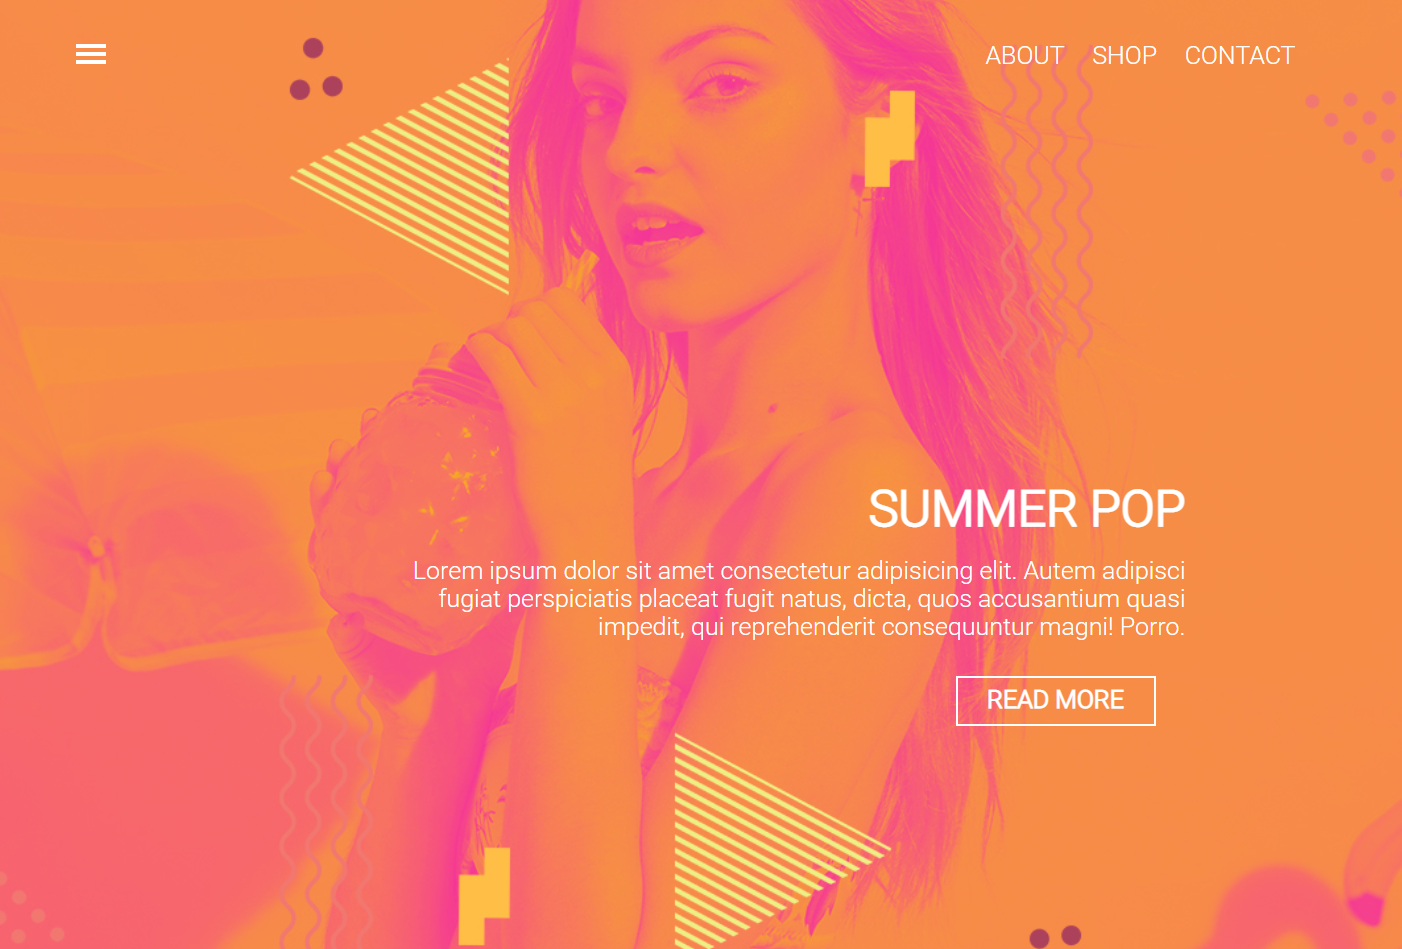 ABOUT SHOP CONTACT
SUMMER POP
Lorem ipsum dolor sit amet consectetur adipisicing elit. Autem adipisci
fugiat perspiciatis placeat fugit natus, dicta, quos accusantium quasi
impedit, qui reprehenderit consequuntur magni! Porro.
READ MORE